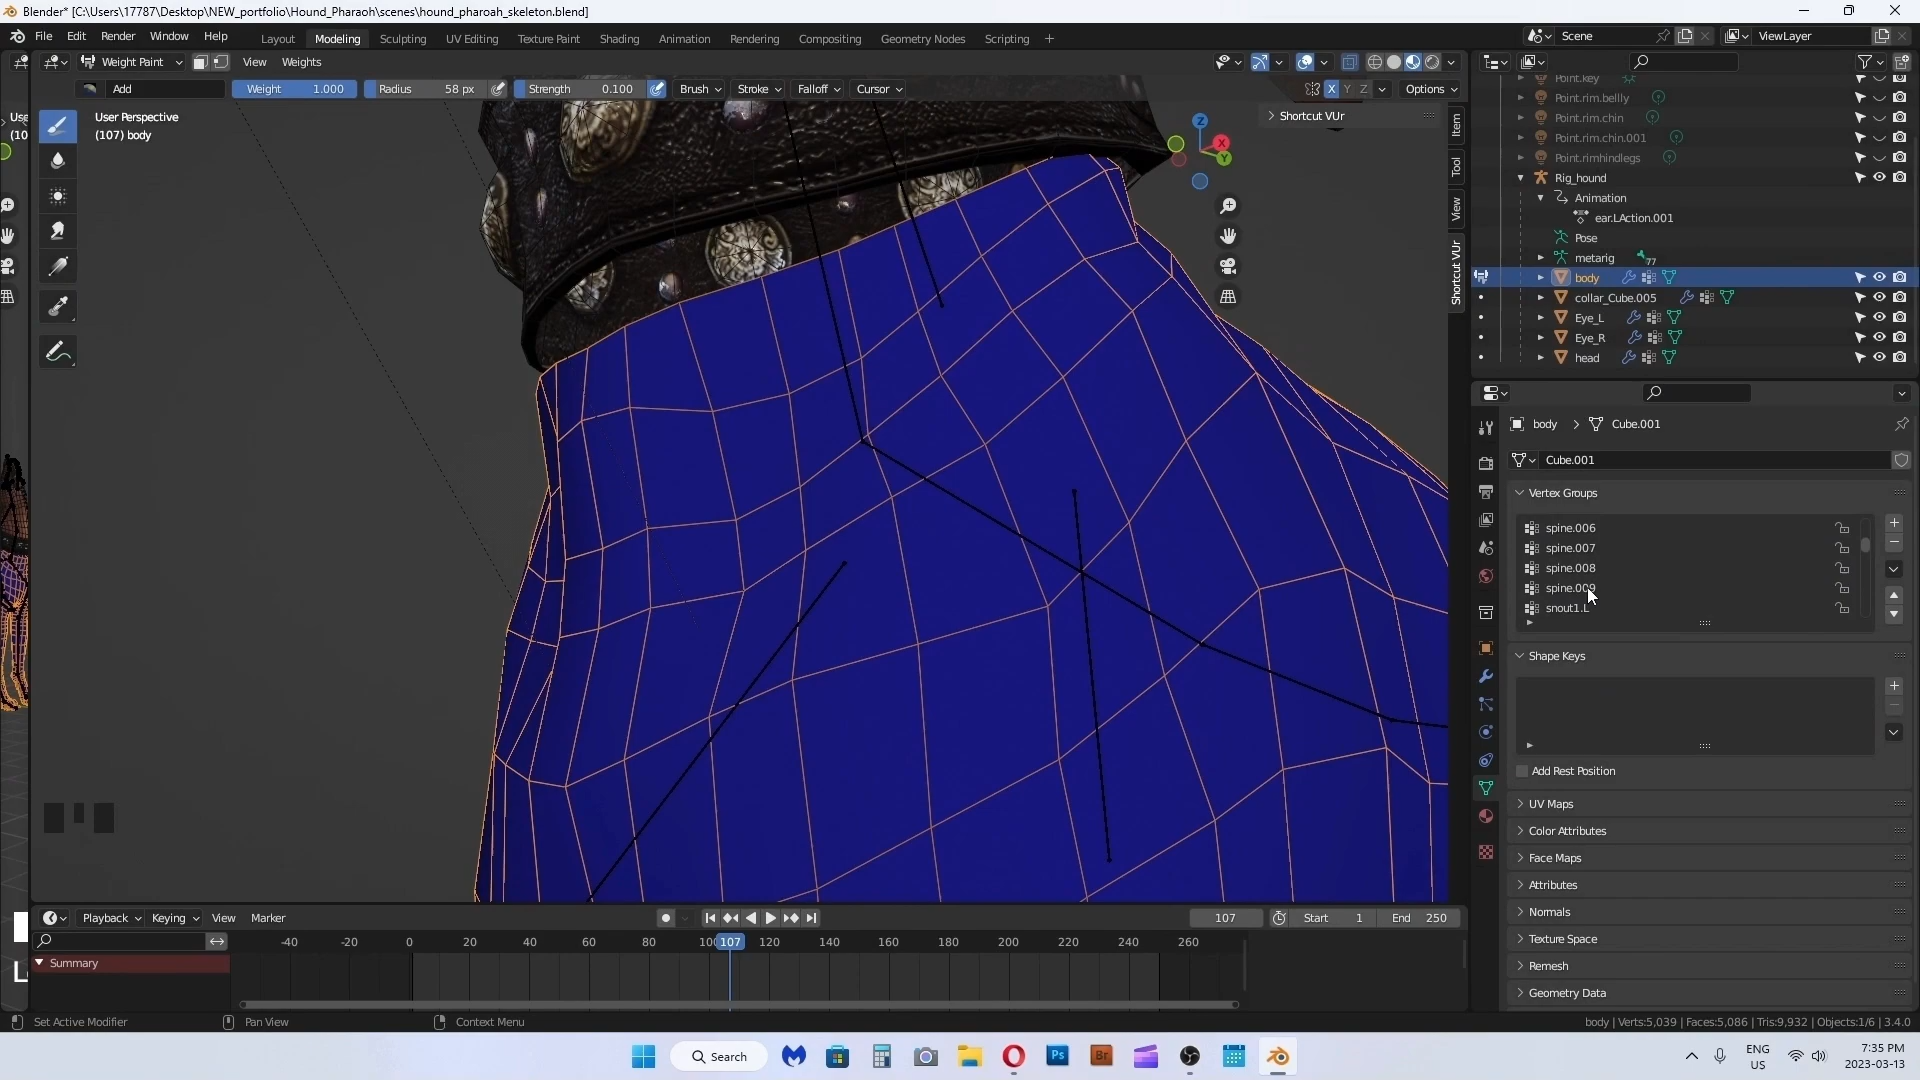 Blender* [C:\Users\17787\Desktop\NEW_portfolio\Hound_Pharaoh\scenes\hound_pharoah_skeleton.blend]
File Edit Render Window Help Layout Modeling Sculpting UV Editing Texture Paint Shading Animation Rendering Compositing Geometry Nodes Scripting + Scene ViewLayer
Weight Paint View Weights
Add Weight 1.000 Radius 58 px Strength 0.100 Brush Stroke Falloff Cursor X Y Z Options
Use
(10
User Perspective
(107) body
Shortcut VUr
Z
X
Y
Item
Tool
View
Shortcut VUr
Point.key
Point.rim.bellly
Point.rim.chin
Point.rim.chin.001
Point.rimhindlegs
Rig_hound
Animation
ear.LAction.001
Pose
metarig 77
body
collar_Cube.005
Eye_L
Eye_R
head
body > Cube.001
Cube.001
Vertex Groups
spine.006
spine.007
spine.008
spine.009
snout1.L
Shape Keys
Add Rest Position
UV Maps
Color Attributes
Face Maps
Attributes
Normals
Texture Space
Remesh
Geometry Data
Playback Keying View Marker 107 Start 1 End 250
-40 -20 0 20 40 60 80 100 107 120 140 160 180 200 220 240 260
Summary
Set Active Modifier Pan View Context Menu body | Verts:5,039 | Faces:5,086 | Tris:9,932 | Objects:1/6 | 3.4.0
Search Ps Br
ENG
US
7:35 PM
2023-03-13